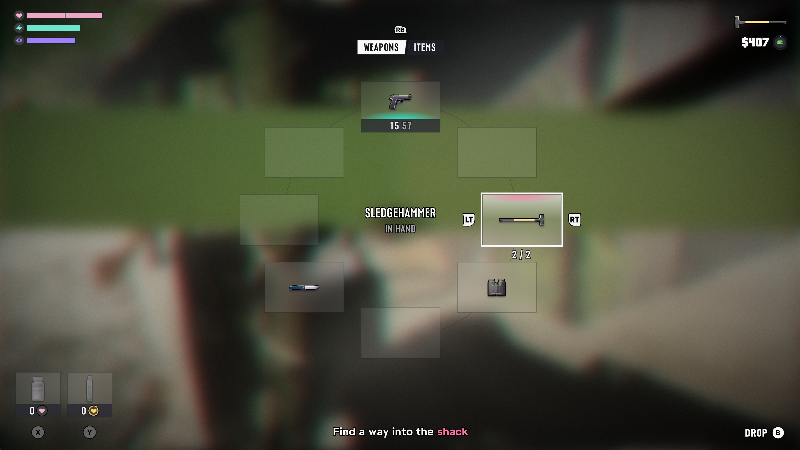 RB
WEAPONS ITEMS
$407
15 57
SLEDGEHAMMER
IN HAND
LT
RT
2/2
0
0
X
Y
Find a way into the shack
DROP B